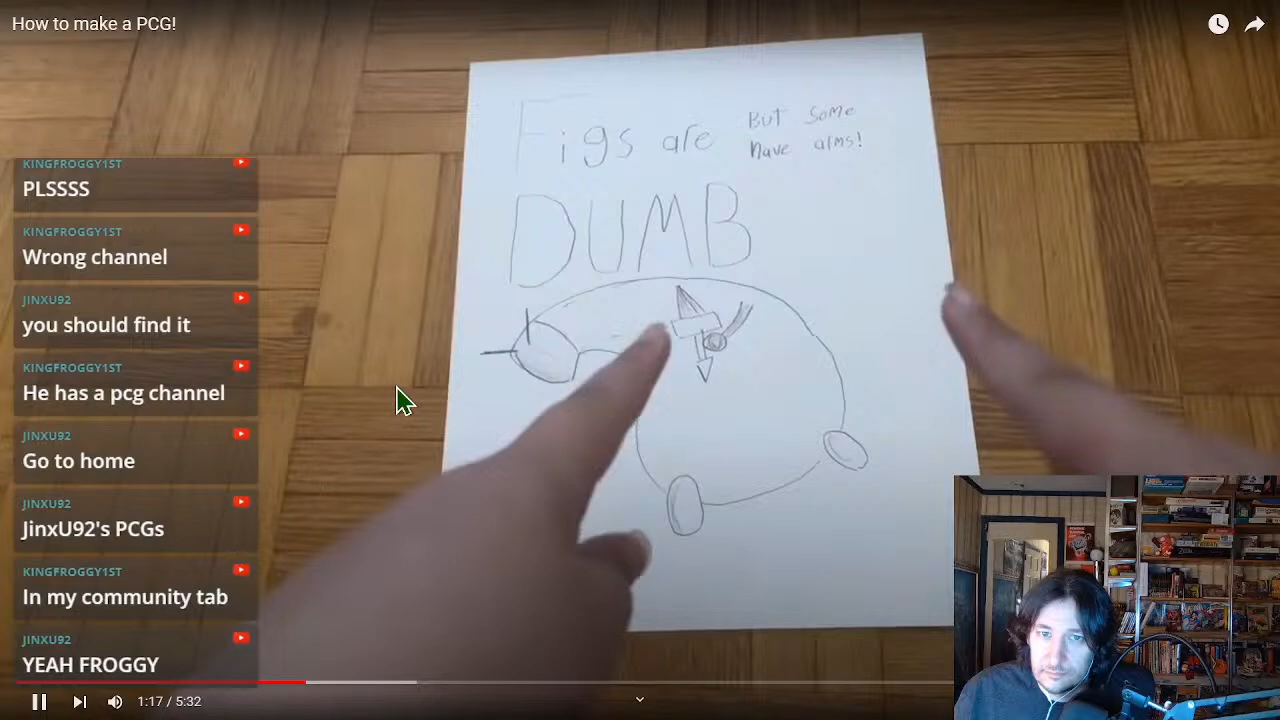 How to make a PCG!
Figs are
DUMB
But some
have arms!
KINGFROGGY1ST
PLSSSS
KINGFROGGY1ST
Wrong channel
JINXU92
you should find it
KINGFROGGY1ST
He has a pcg channel
JINXU92
Go to home
JINXU92
JinxU92's PCGs
KINGFROGGY1ST
In my community tab
JINXU92
YEAH FROGGY
1:17 / 5:32